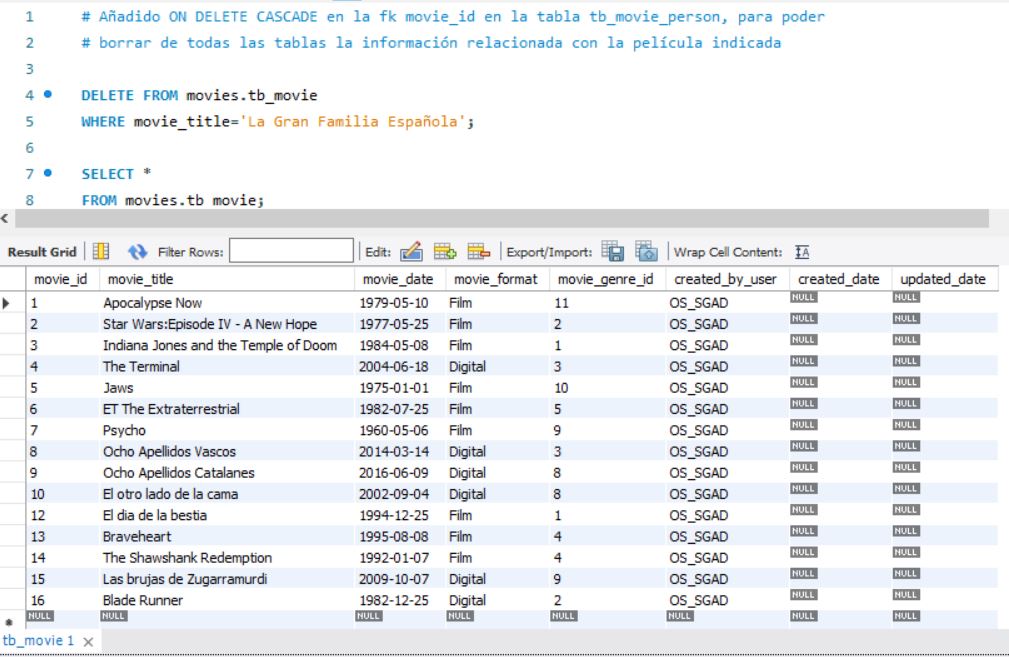 1 # Añadido ON DELETE CASCADE en la fk movie_id en la tabla tb_movie_person, para poder
2 # borrar de todas las tablas la información relacionada con la película indicada
3
4 DELETE FROM movies.tb_movie
5 WHERE movie_title='La Gran Familia Española';
6
7 SELECT *
8 FROM movies.tb_movie;
Result Grid Filter Rows: Edit: Export/Import: Wrap Cell Content: IA
movie_id movie_title movie_date movie_format movie_genre_id created_by_user created_date updated_date
1 Apocalypse Now 1979-05-10 Film 11 OS_SGAD NULL NULL
2 Star Wars:Episode IV - A New Hope 1977-05-25 Film 2 OS_SGAD NULL NULL
3 Indiana Jones and the Temple of Doom 1984-05-08 Film 1 OS_SGAD NULL NULL
4 The Terminal 2004-06-18 Digital 3 OS_SGAD NULL NULL
5 Jaws 1975-01-01 Film 10 OS_SGAD NULL NULL
6 ET The Extraterrestrial 1982-07-25 Film 5 OS_SGAD NULL NULL
7 Psycho 1960-05-06 Film 9 OS_SGAD NULL NULL
8 Ocho Apellidos Vascos 2014-03-14 Digital 3 OS_SGAD NULL NULL
9 Ocho Apellidos Catalanes 2016-06-09 Digital 8 OS_SGAD NULL NULL
10 El otro lado de la cama 2002-09-04 Digital 8 OS_SGAD NULL NULL
12 El dia de la bestia 1994-12-25 Film 1 OS_SGAD NULL NULL
13 Braveheart 1995-08-08 Film 4 OS_SGAD NULL NULL
14 The Shawshank Redemption 1992-01-07 Film 4 OS_SGAD NULL NULL
15 Las brujas de Zugarramurdi 2009-10-07 Digital 9 OS_SGAD NULL NULL
16 Blade Runner 1982-12-25 Digital 2 OS_SGAD NULL NULL
NULL NULL NULL NULL NULL NULL NULL NULL
tb_movie 1